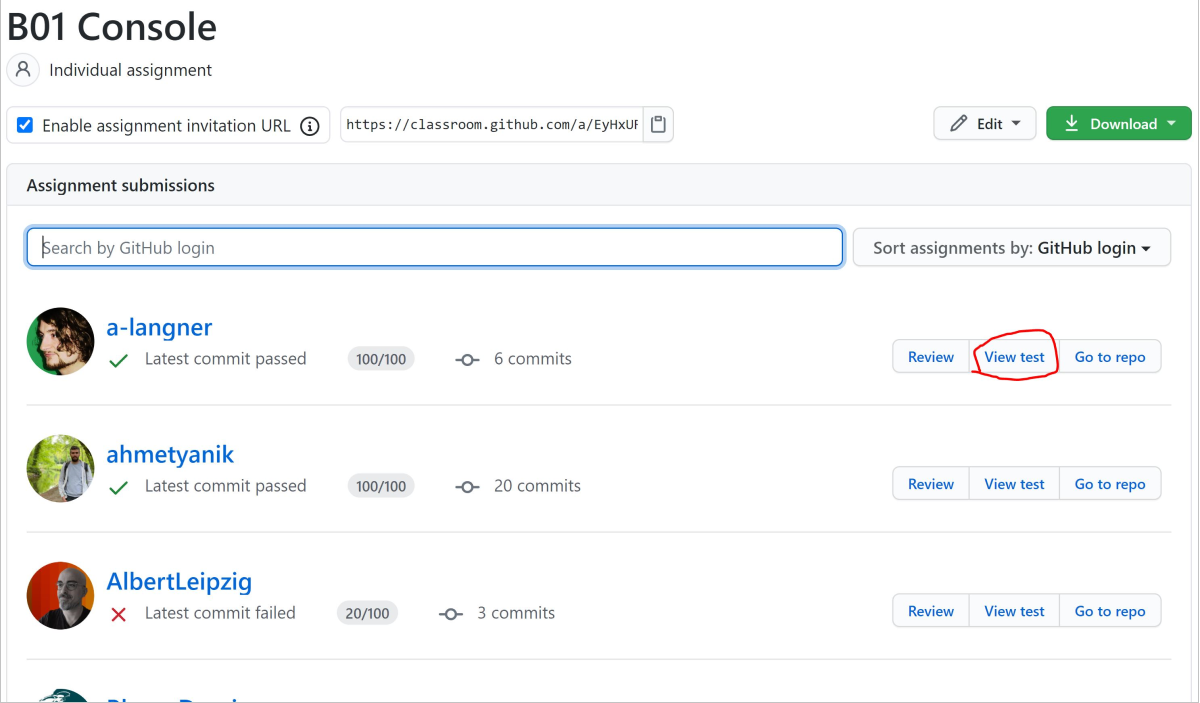 B01 Console
Individual assignment
Enable assignment invitation URL
https://classroom.github.com/a/EyHxUF
Edit
Download
Assignment submissions
Search by GitHub login
Sort assignments by: GitHub login
a-langner
Latest commit passed 100/100 6 commits
Review View test Go to repo
ahmetyanik
Latest commit passed 100/100 20 commits
Review View test Go to repo
AlbertLeipzig
Latest commit failed 20/100 3 commits
Review View test Go to repo